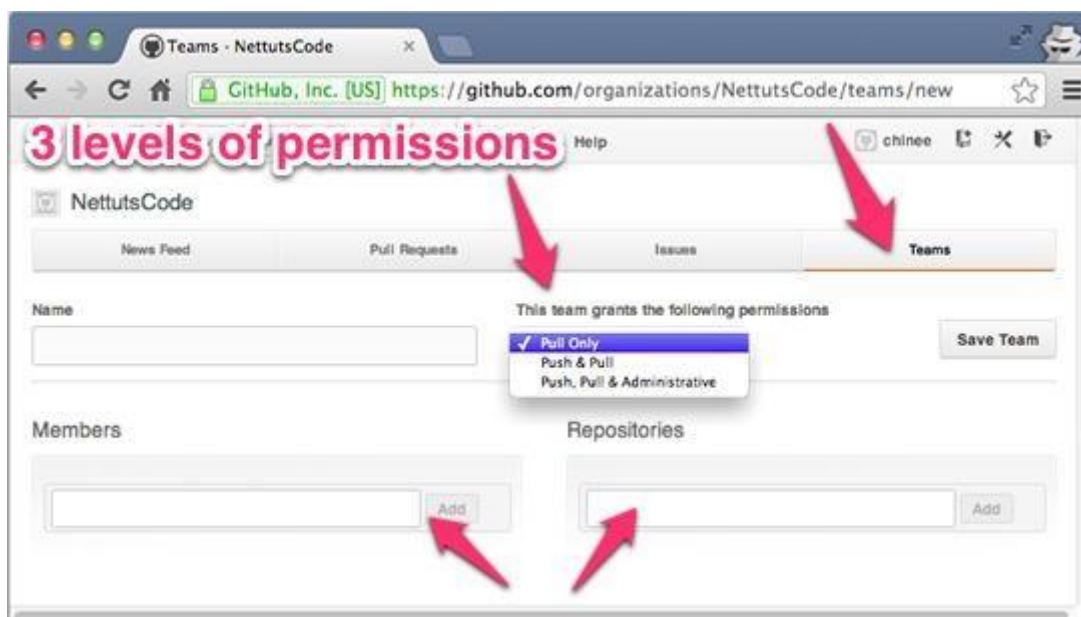 Teams - NettutsCode
GitHub, Inc. [US] https://github.com/organizations/NettutsCode/teams/new
3 levels of permissions
Help
chinee
NettutsCode
News Feed
Pull Requests
Issues
Teams
Name
This team grants the following permissions
✓ Pull Only
Push & Pull
Push, Pull & Administrative
Save Team
Members
Repositories
Add
Add